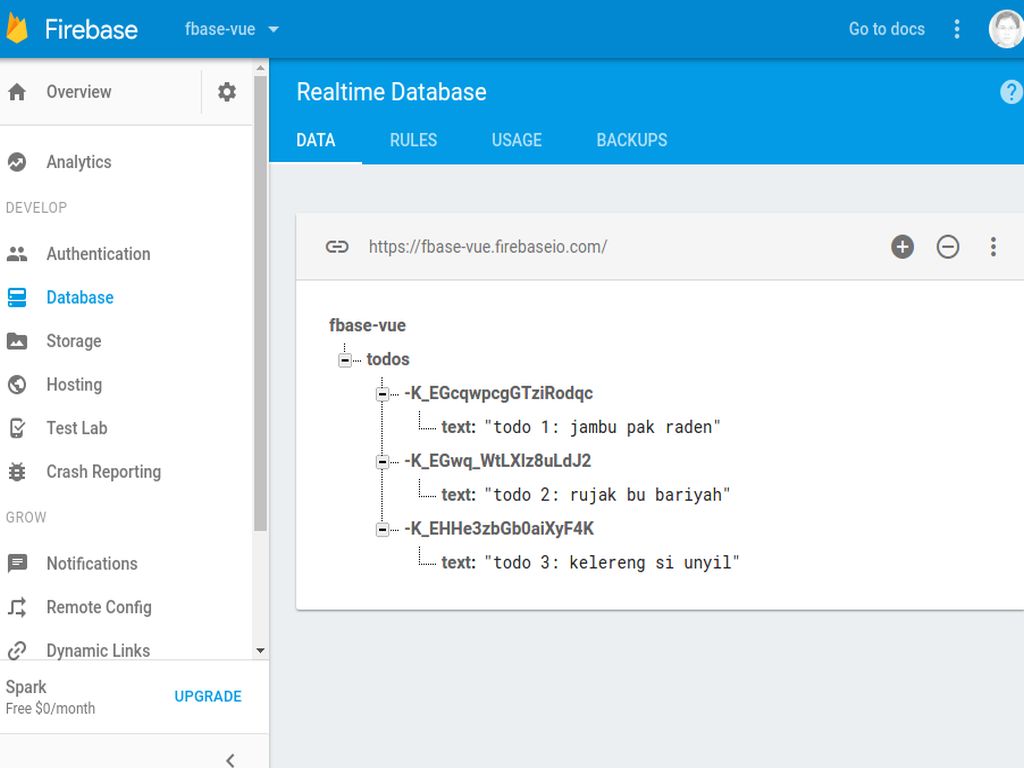 Firebase
fbase-vue
Go to docs
Overview
Analytics
DEVELOP
Authentication
Database
Storage
Hosting
Test Lab
Crash Reporting
GROW
Notifications
Remote Config
Dynamic Links
Spark
Free $0/month
UPGRADE
Realtime Database
?
DATA
RULES
USAGE
BACKUPS
https://fbase-vue.firebaseio.com/
fbase-vue
todos
-K_EGcqwpcgGTziRodqc
text: "todo 1: jambu pak raden"
-K_EGwq_WtLXIz8uLdJ2
text: "todo 2: rujak bu bariyah"
-K_EHHe3zbGb0aiXyF4K
text: "todo 3: kelereng si unyil"